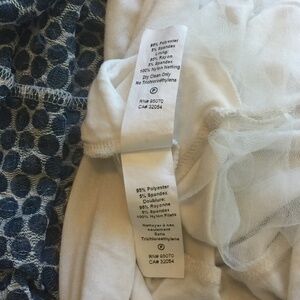 95% Polyester
5% Spandex
Lining:
95% Rayon
5% Spandex
100% Nylon Netting
Dry Clean Only
No Trichloroethylene
P
RN# 95070
CA# 32054
95% Polyester
5% Spandex
Doublure:
95% Rayonne
5% Spandex
100% Nylon Filets
Nettoyer à sec
seulement
Sans
Trichloroéthylène
P
RN# 95070
CA# 32054